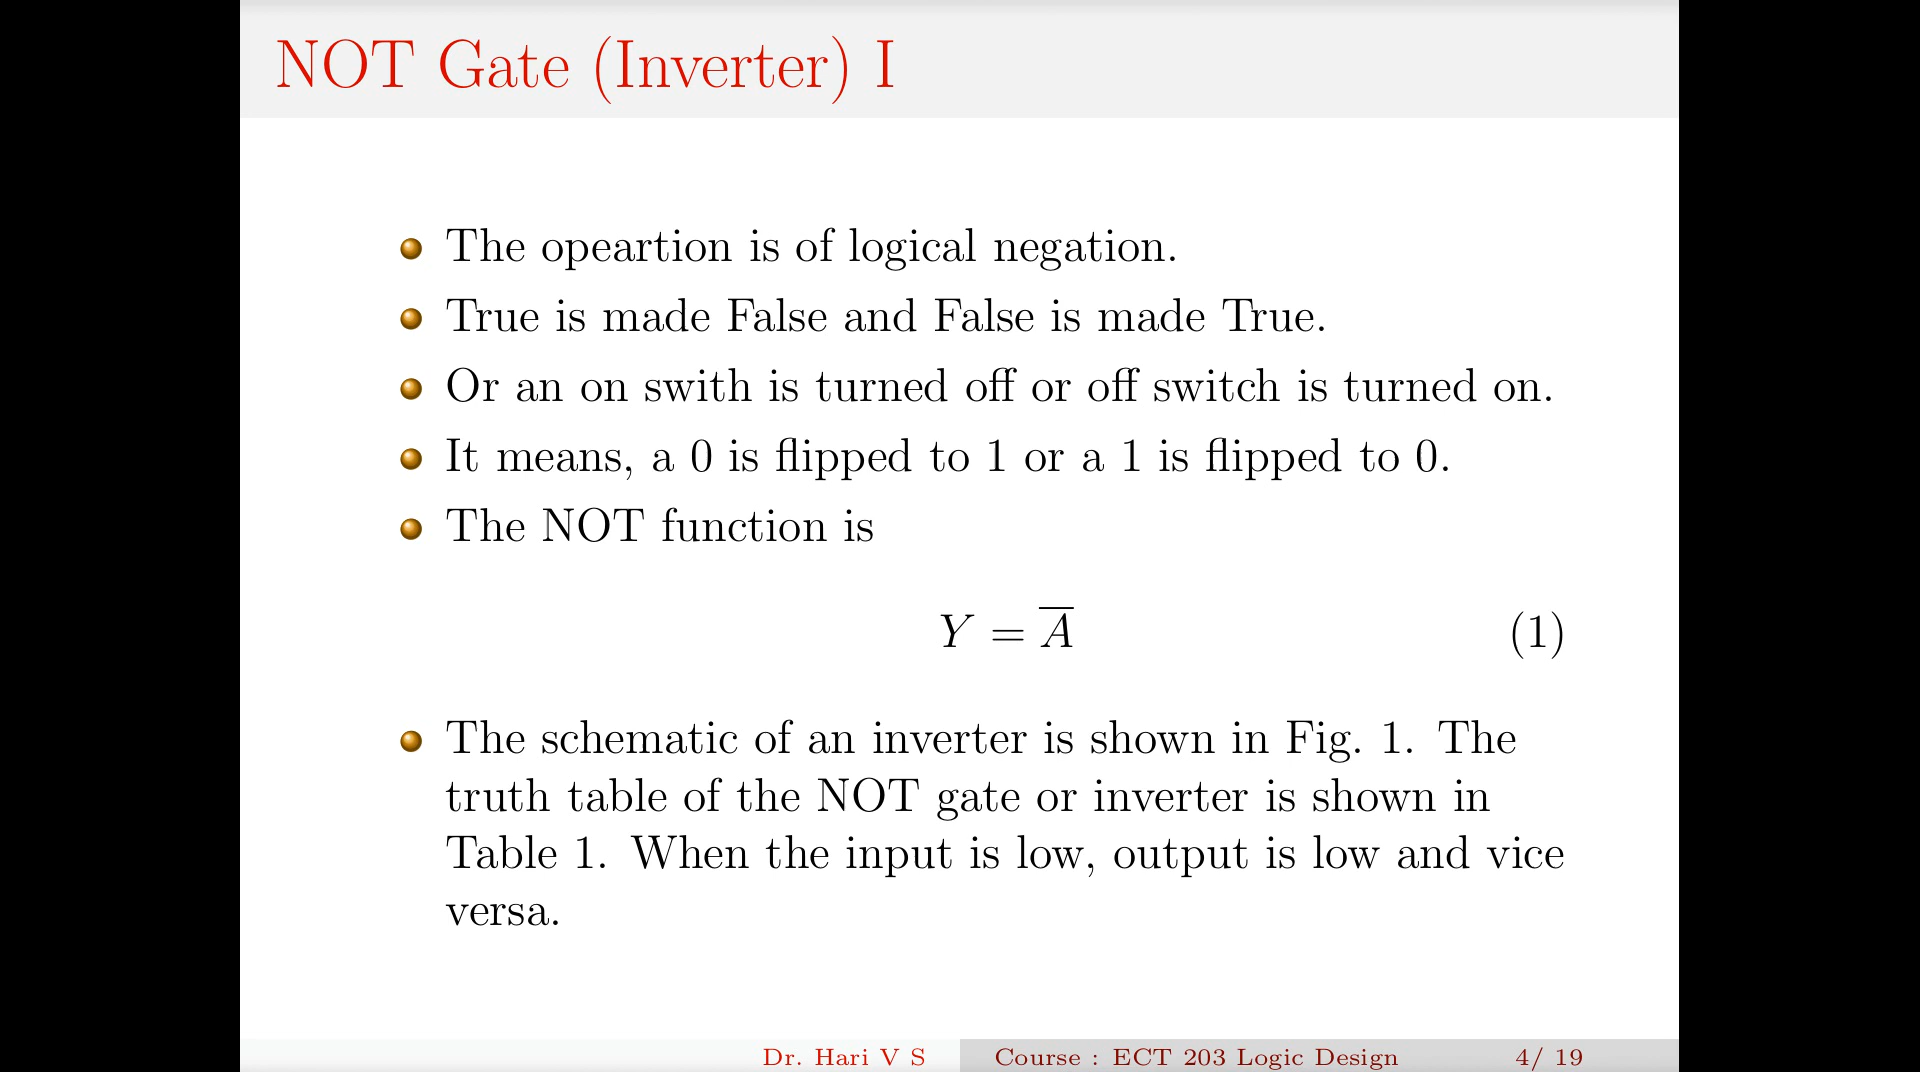 NOT Gate (Inverter) I
The opeartion is of logical negation.
True is made False and False is made True.
Or an on swith is turned off or off switch is turned on.
It means, a 0 is flipped to 1 or a 1 is flipped to 0.
The NOT function is
Y = A̅ (1)
The schematic of an inverter is shown in Fig. 1. The
truth table of the NOT gate or inverter is shown in
Table 1. When the input is low, output is low and vice
versa.
Dr. Hari V S Course : ECT 203 Logic Design 4/ 19